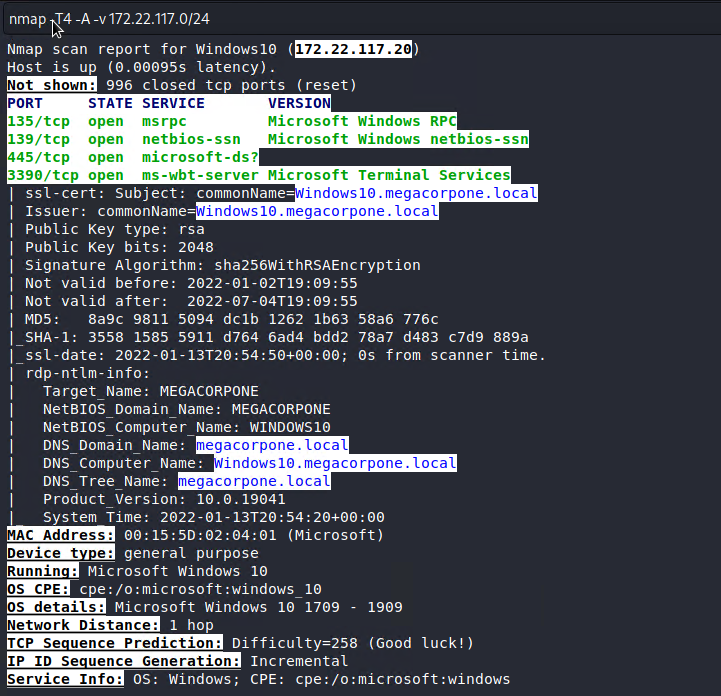 nmap -T4 -A -v 172.22.117.0/24
Nmap scan report for Windows10 (172.22.117.20)
Host is up (0.00095s latency).
Not shown: 996 closed tcp ports (reset)
PORT     STATE SERVICE       VERSION
135/tcp  open  msrpc         Microsoft Windows RPC
139/tcp  open  netbios-ssn   Microsoft Windows netbios-ssn
445/tcp  open  microsoft-ds?
3390/tcp open  ms-wbt-server Microsoft Terminal Services
| ssl-cert: Subject: commonName=Windows10.megacorpone.local
| Issuer: commonName=Windows10.megacorpone.local
| Public Key type: rsa
| Public Key bits: 2048
| Signature Algorithm: sha256WithRSAEncryption
| Not valid before: 2022-01-02T19:09:55
| Not valid after:  2022-07-04T19:09:55
| MD5:   8a9c 9811 5094 dc1b 1262 1b63 58a6 776c
|_SHA-1: 3558 1585 5911 d764 6ad4 bdd2 78a7 d483 c7d9 889a
|_ssl-date: 2022-01-13T20:54:50+00:00; 0s from scanner time.
| rdp-ntlm-info:
|   Target_Name: MEGACORPONE
|   NetBIOS_Domain_Name: MEGACORPONE
|   NetBIOS_Computer_Name: WINDOWS10
|   DNS_Domain_Name: megacorpone.local
|   DNS_Computer_Name: Windows10.megacorpone.local
|   DNS_Tree_Name: megacorpone.local
|   Product_Version: 10.0.19041
|_  System_Time: 2022-01-13T20:54:20+00:00
MAC Address: 00:15:5D:02:04:01 (Microsoft)
Device type: general purpose
Running: Microsoft Windows 10
OS CPE: cpe:/o:microsoft:windows_10
OS details: Microsoft Windows 10 1709 - 1909
Network Distance: 1 hop
TCP Sequence Prediction: Difficulty=258 (Good luck!)
IP ID Sequence Generation: Incremental
Service Info: OS: Windows; CPE: cpe:/o:microsoft:windows